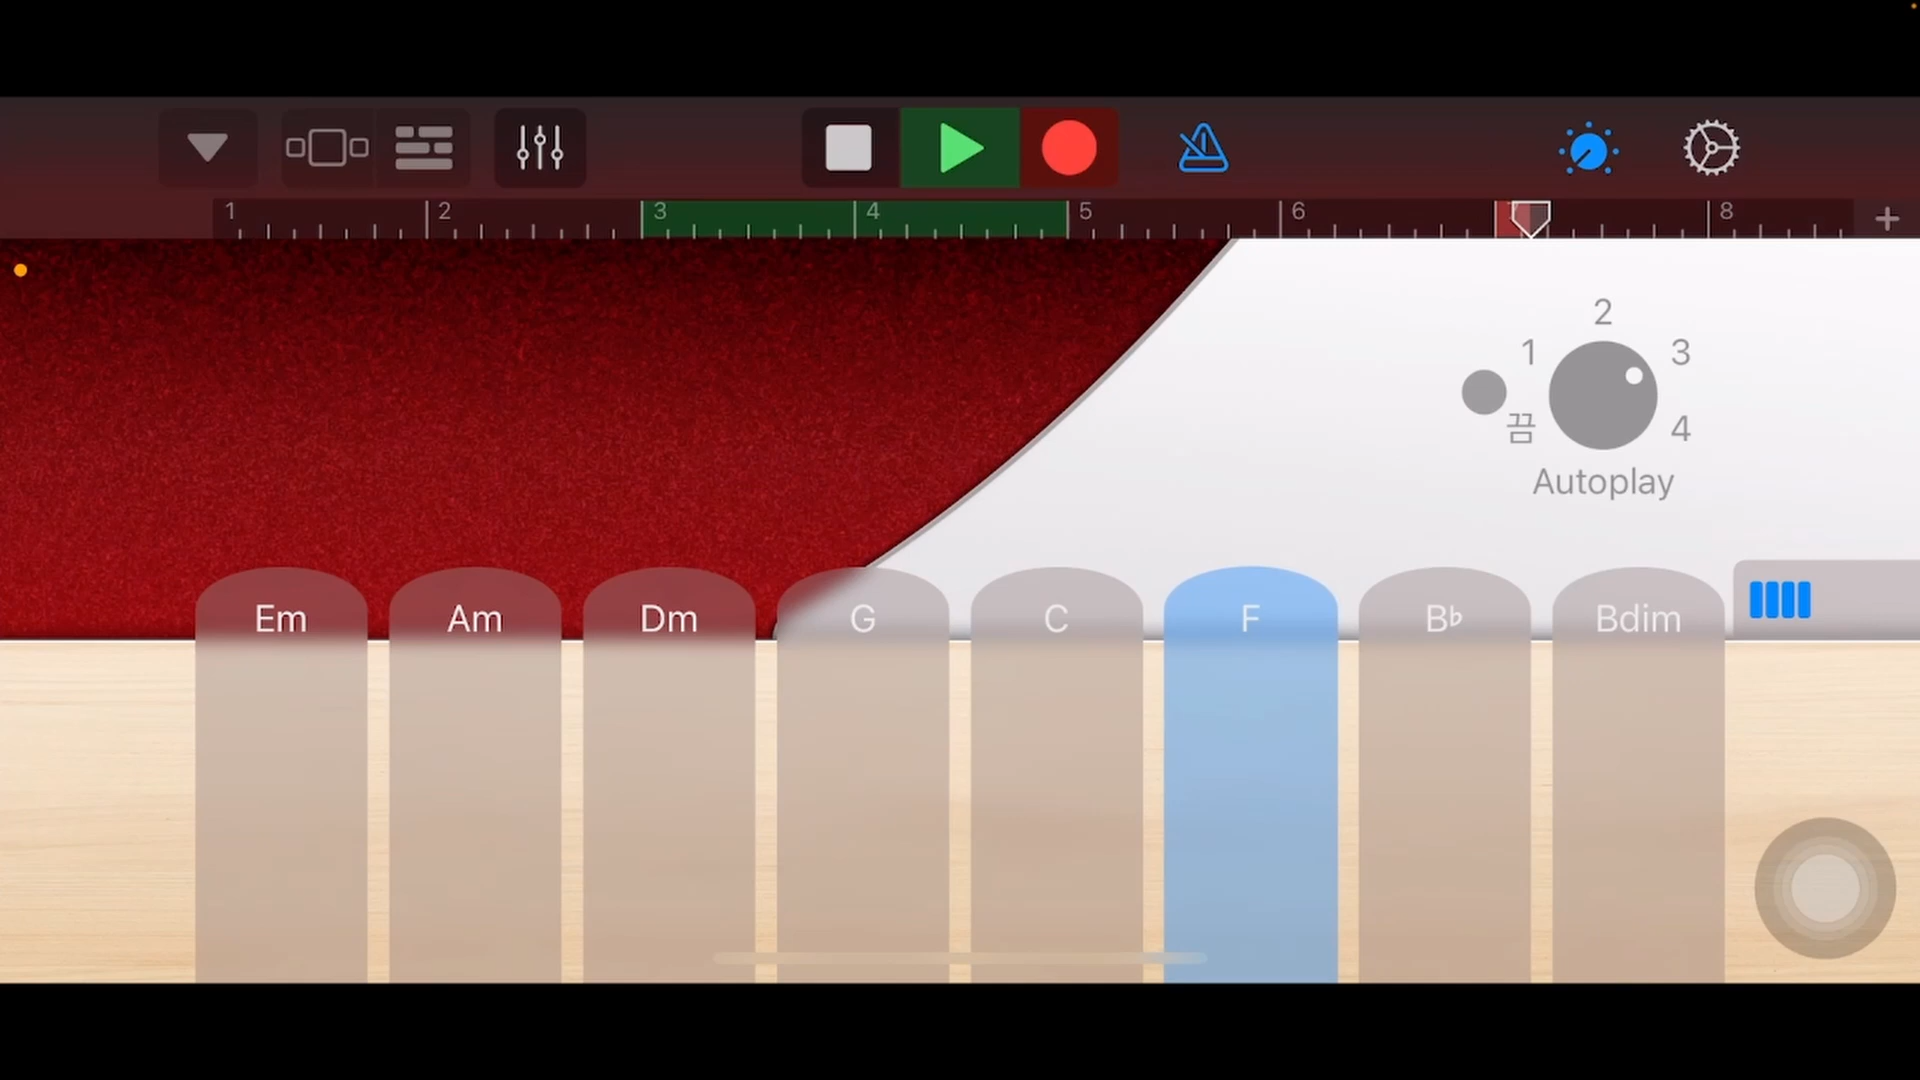 1 2 3 4 5 6 8
2
1 3
끔 4
Autoplay
Em Am Dm G C F B♭ Bdim